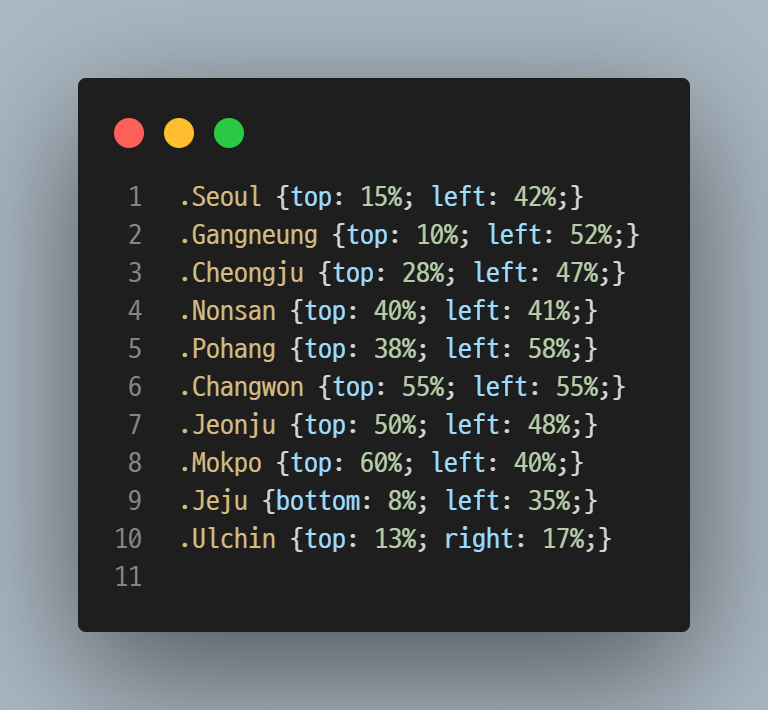 1 .Seoul {top: 15%; left: 42%;}
2 .Gangneung {top: 10%; left: 52%;}
3 .Cheongju {top: 28%; left: 47%;}
4 .Nonsan {top: 40%; left: 41%;}
5 .Pohang {top: 38%; left: 58%;}
6 .Changwon {top: 55%; left: 55%;}
7 .Jeonju {top: 50%; left: 48%;}
8 .Mokpo {top: 60%; left: 40%;}
9 .Jeju {bottom: 8%; left: 35%;}
10 .Ulchin {top: 13%; right: 17%;}
11